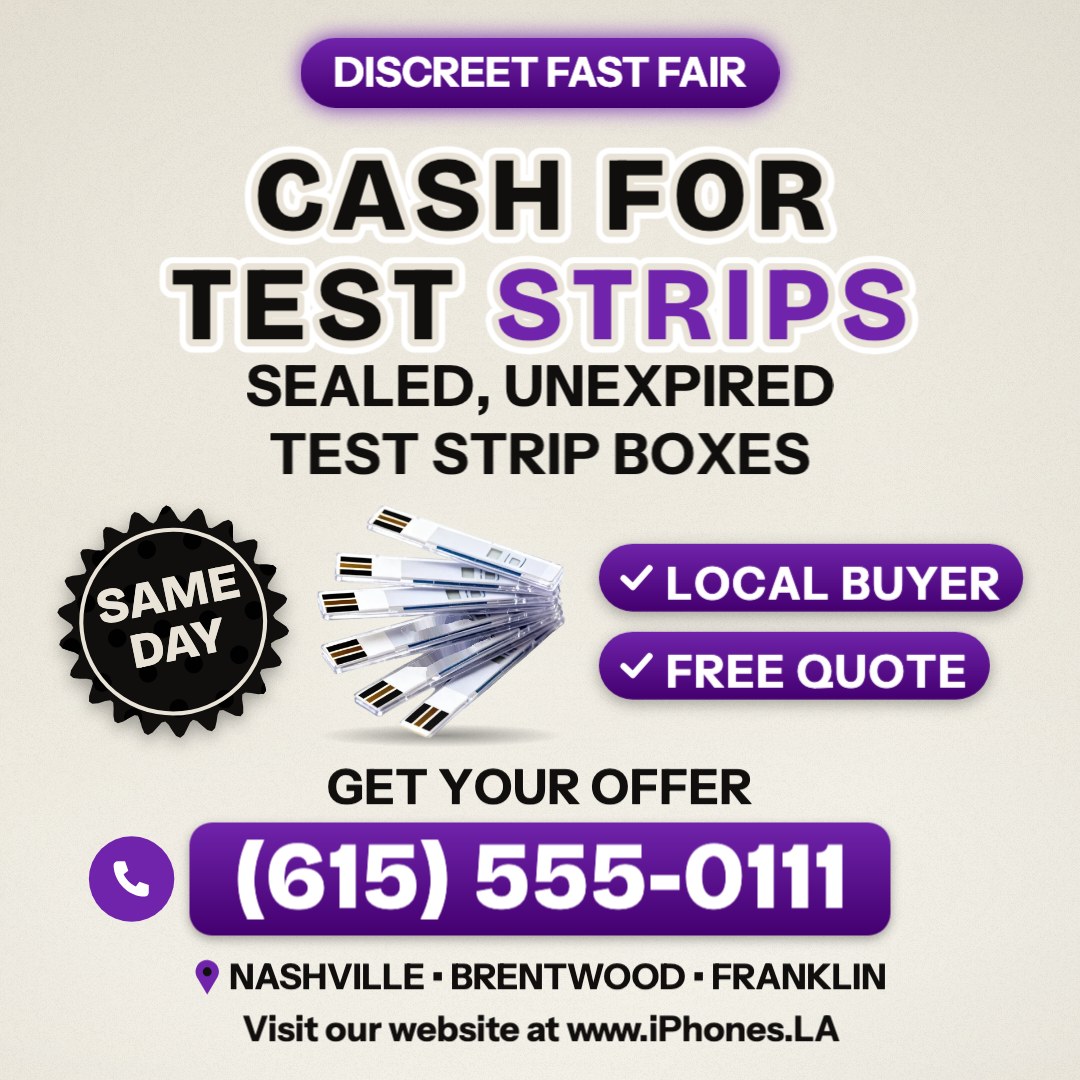 DISCREET FAST FAIR
CASH FOR
TEST STRIPS
SEALED, UNEXPIRED
TEST STRIP BOXES
SAME
DAY
LOCAL BUYER
FREE QUOTE
GET YOUR OFFER
(615) 555-0111
NASHVILLE ▪ BRENTWOOD ▪ FRANKLIN
Visit our website at www.iPhones.LA